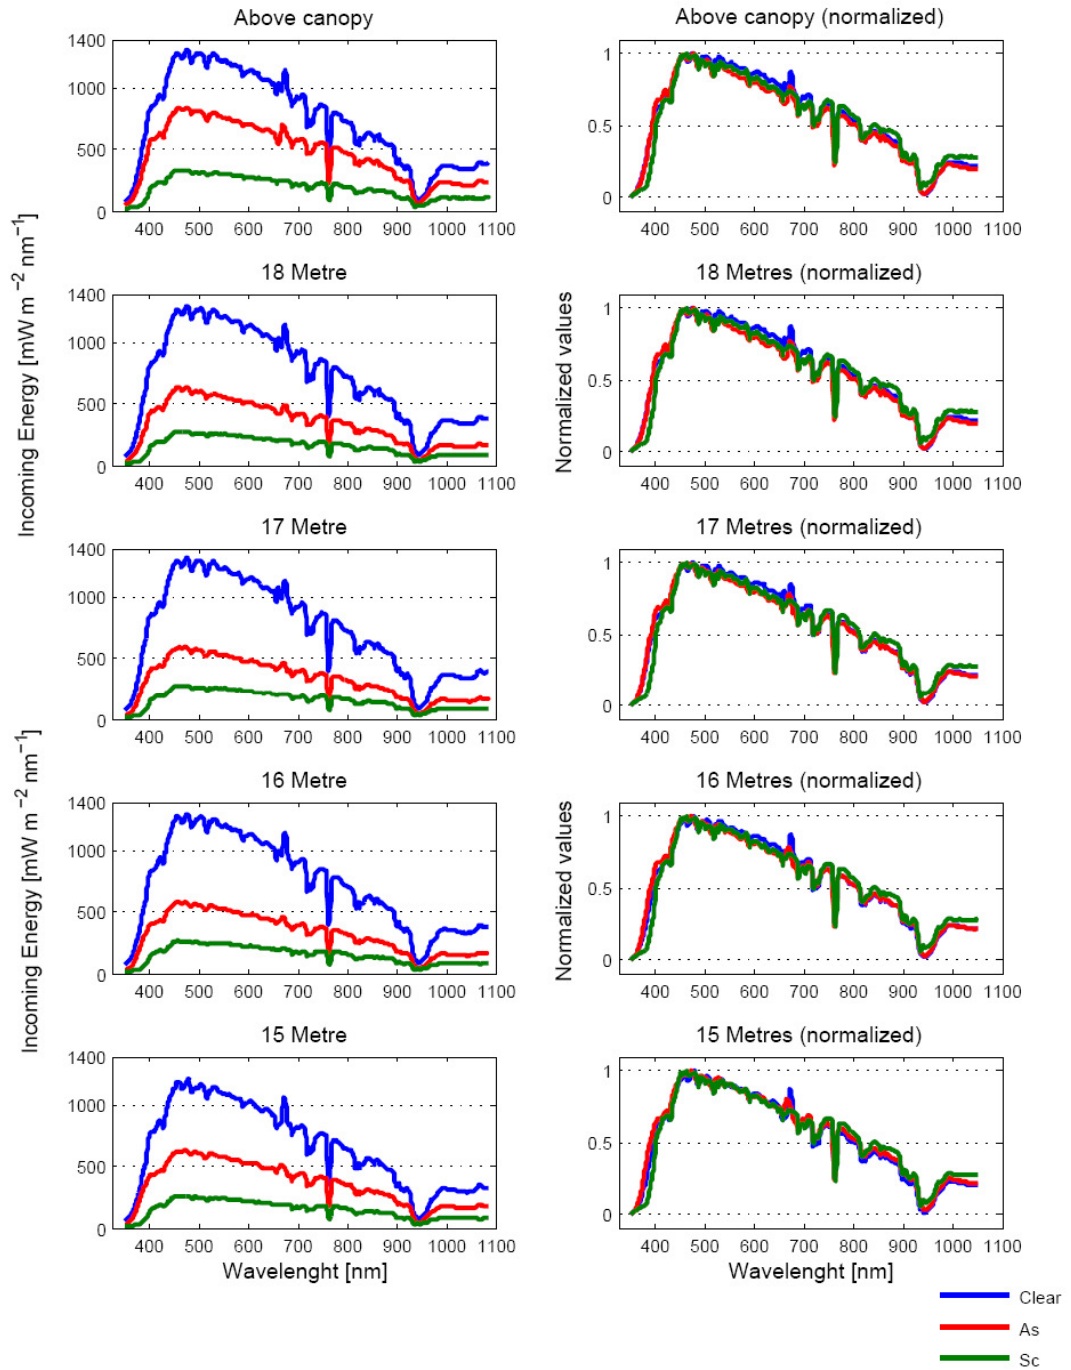 Above canopy
Above canopy (normalized)
1400
1000
500
0
400 500 600 700 800 900 1000 1100
1
0.5
0
400 500 600 700 800 900 1000 1100
Incoming Energy [mW m −2 nm−1]
18 Metre
18 Metres (normalized)
1400
1000
500
0
400 500 600 700 800 900 1000 1100
Normalized values
1
0.5
0
400 500 600 700 800 900 1000 1100
17 Metre
17 Metres (normalized)
1400
1000
500
0
400 500 600 700 800 900 1000 1100
1
0.5
0
400 500 600 700 800 900 1000 1100
Incoming Energy [mW m −2 nm−1]
16 Metre
16 Metres (normalized)
1400
1000
500
0
400 500 600 700 800 900 1000 1100
Normalized values
1
0.5
0
400 500 600 700 800 900 1000 1100
15 Metre
15 Metres (normalized)
1400
1000
500
0
400 500 600 700 800 900 1000 1100
Wavelenght [nm]
1
0.5
0
400 500 600 700 800 900 1000 1100
Wavelenght [nm]
Clear
As
Sc